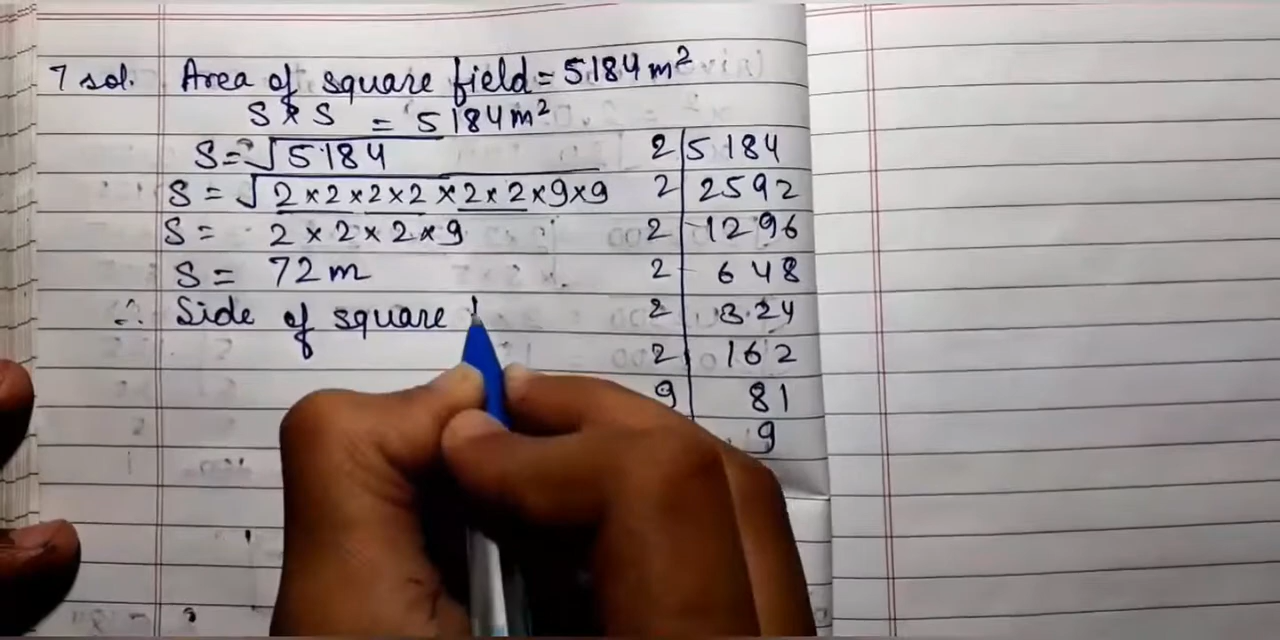 7 sol. Area of square field = 5184 m²
S × S = 5184 m²
S = √5184
S = √2×2×2×2×2×2×9×9
S = 2×2×2×9
S = 72 m
∴ Side of square
2 | 5184
2 | 2592
2 | 1296
2 | 648
2 | 324
2 | 162
9 | 81
9